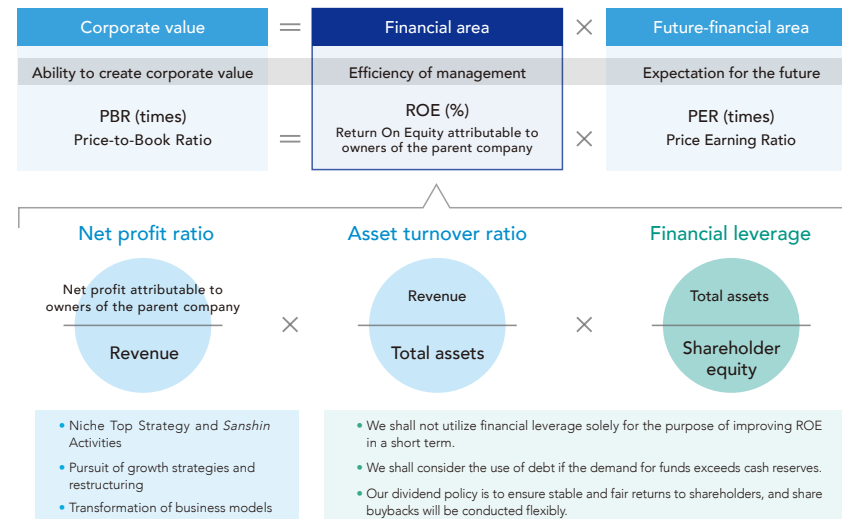 Corporate value = Financial area × Future-financial area
Ability to create corporate value Efficiency of management Expectation for the future
PBR (times)
Price-to-Book Ratio
=
ROE (%)
Return On Equity attributable to
owners of the parent company
×
PER (times)
Price Earning Ratio
Net profit ratio
Net profit attributable to
owners of the parent company
Revenue
×
Asset turnover ratio
Revenue
Total assets
×
Financial leverage
Total assets
Shareholder
equity
• Niche Top Strategy and Sanshin
Activities
• Pursuit of growth strategies and
restructuring
• Transformation of business models
• We shall not utilize financial leverage solely for the purpose of improving ROE
in a short term.
• We shall consider the use of debt if the demand for funds exceeds cash reserves.
• Our dividend policy is to ensure stable and fair returns to shareholders, and share
buybacks will be conducted flexibly.